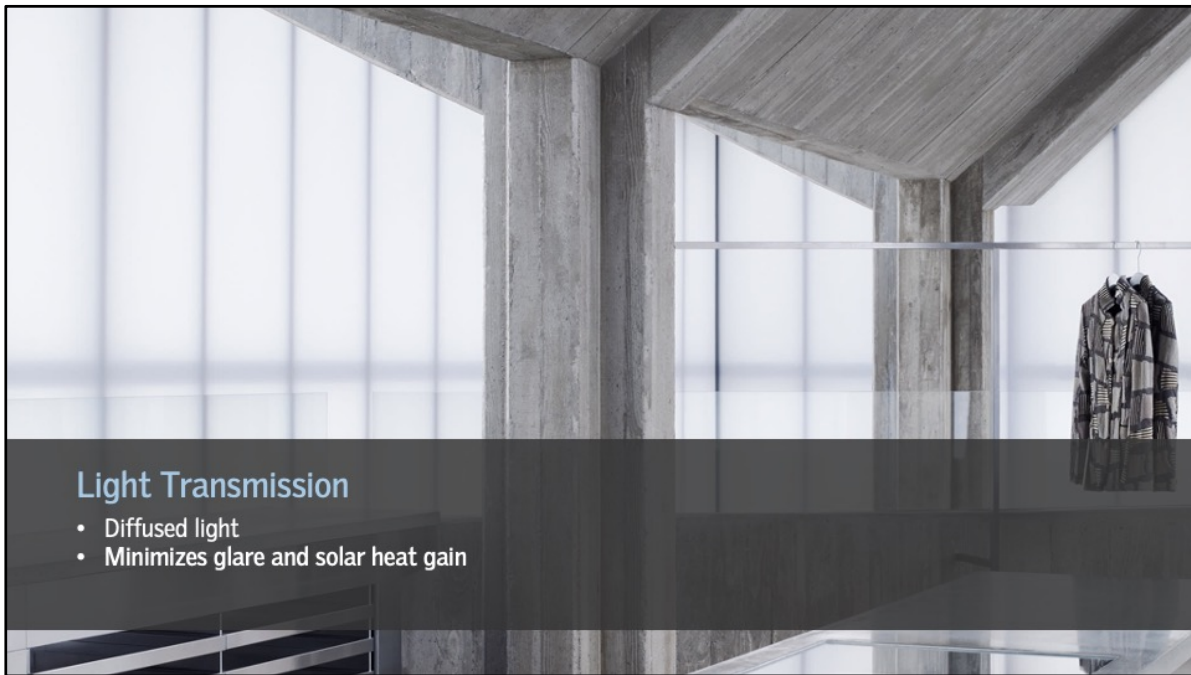 Light Transmission
• Diffused light
• Minimizes glare and solar heat gain